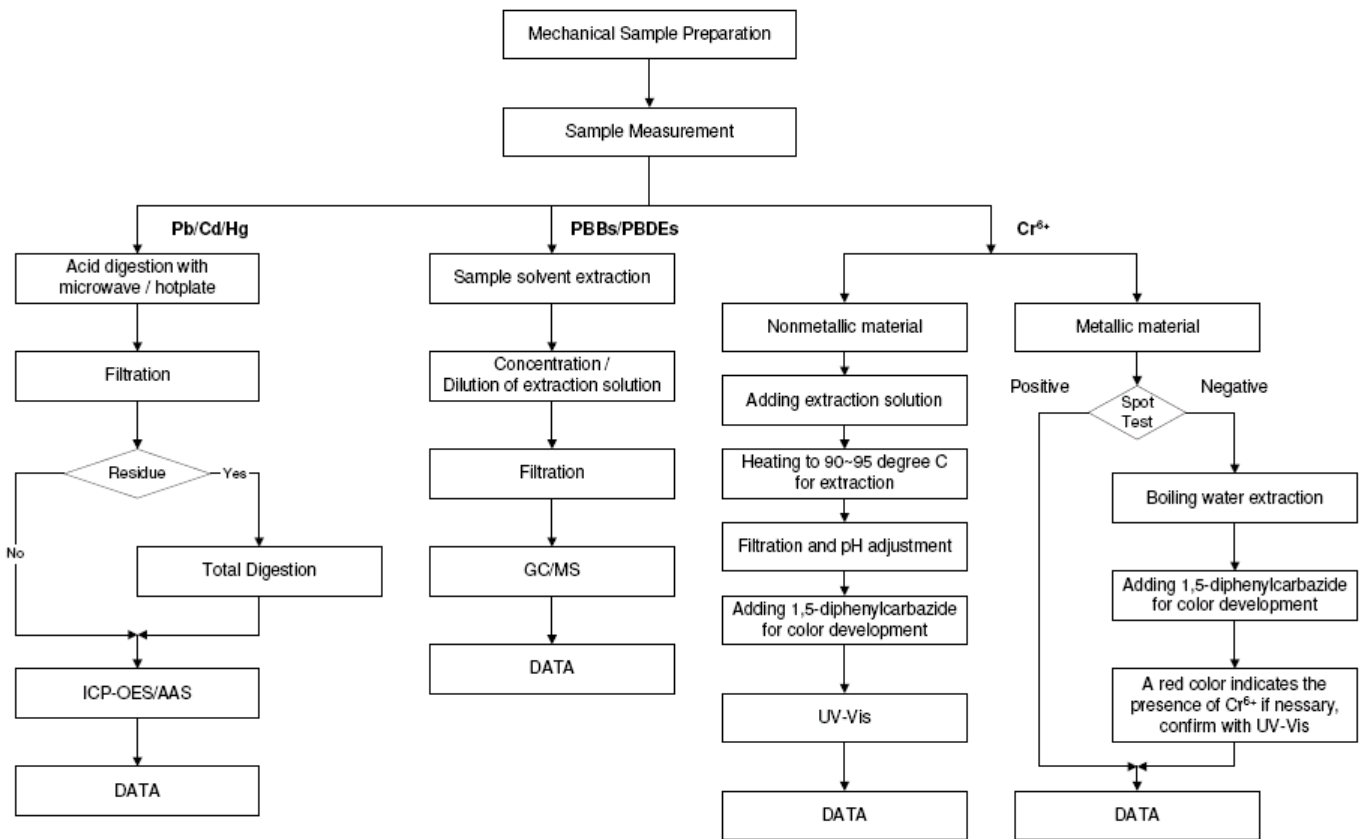 Mechanical Sample Preparation
Sample Measurement
Pb/Cd/Hg
Acid digestion with
microwave / hotplate
Filtration
Residue
Yes
No
Total Digestion
ICP-OES/AAS
DATA
PBBs/PBDEs
Sample solvent extraction
Concentration /
Dilution of extraction solution
Filtration
GC/MS
DATA
Cr⁶⁺
Nonmetallic material
Adding extraction solution
Heating to 90~95 degree C
for extraction
Filtration and pH adjustment
Adding 1,5-diphenylcarbazide
for color development
UV-Vis
DATA
Metallic material
Positive
Negative
Spot
Test
Boiling water extraction
Adding 1,5-diphenylcarbazide
for color development
A red color indicates the
presence of Cr⁶⁺ if nessary,
confirm with UV-Vis
DATA